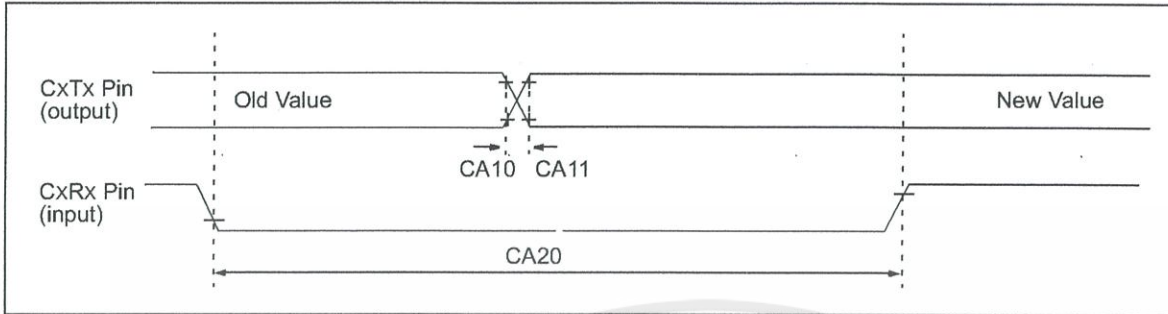 CxTx Pin
(output)
Old Value
New Value
CA10 CA11
CxRx Pin
(input)
CA20